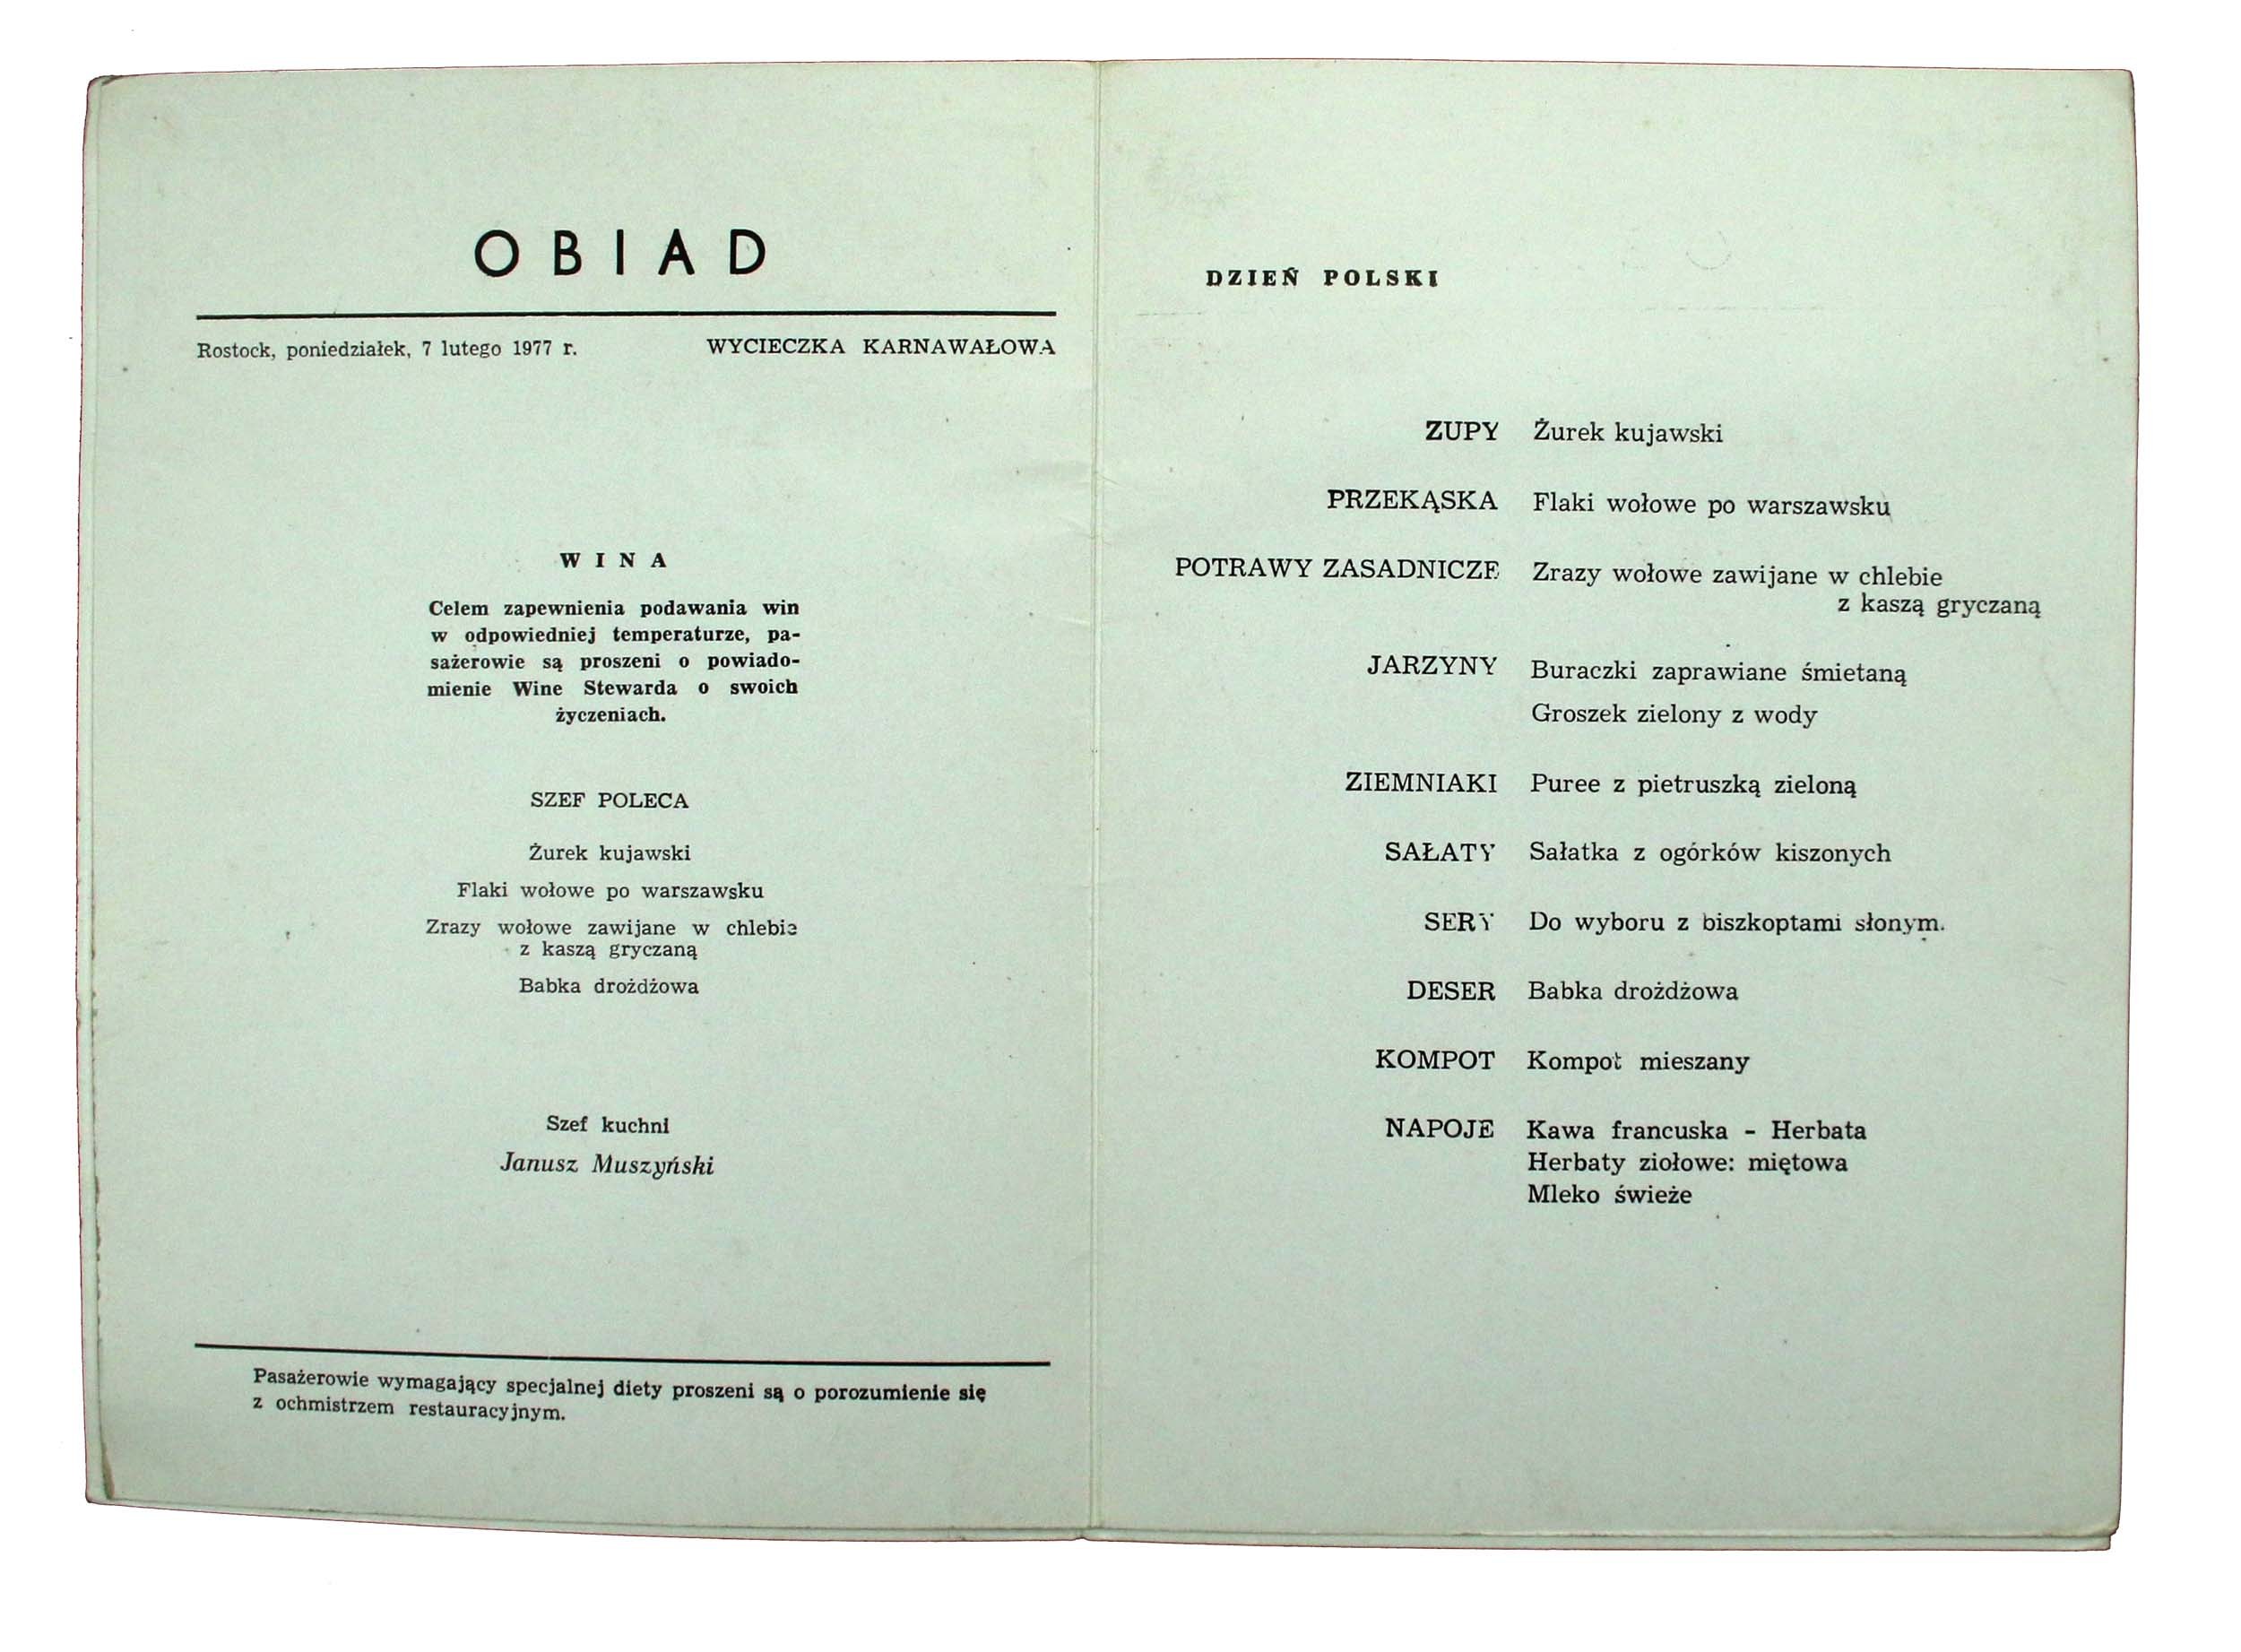 OBIAD
Rostock, poniedziałek, 7 lutego 1977 r. WYCIECZKA KARNAWAŁOWA
WINA
Celem zapewnienia podawania win
w odpowiedniej temperaturze, pa-
sażerowie są proszeni o powiado-
mienie Wine Stewarda o swoich
życzeniach.
SZEF POLECA
Żurek kujawski
Flaki wołowe po warszawsku
Zrazy wołowe zawijane w chlebie
z kaszą gryczaną
Babka drożdżowa
Szef kuchni
Janusz Muszyński
Pasażerowie wymagający specjalnej diety proszeni są o porozumienie się
z ochmistrzem restauracyjnym.
DZIEŃ POLSKI
ZUPY Żurek kujawski
PRZEKĄSKA Flaki wołowe po warszawsku
POTRAWY ZASADNICZE Zrazy wołowe zawijane w chlebie
z kaszą gryczaną
JARZYNY Buraczki zaprawiane śmietaną
Groszek zielony z wody
ZIEMNIAKI Puree z pietruszką zieloną
SAŁATY Sałatka z ogórków kiszonych
SERY Do wyboru z biszkoptami słonym.
DESER Babka drożdżowa
KOMPOT Kompot mieszany
NAPOJE Kawa francuska - Herbata
Herbaty ziołowe: miętowa
Mleko świeże